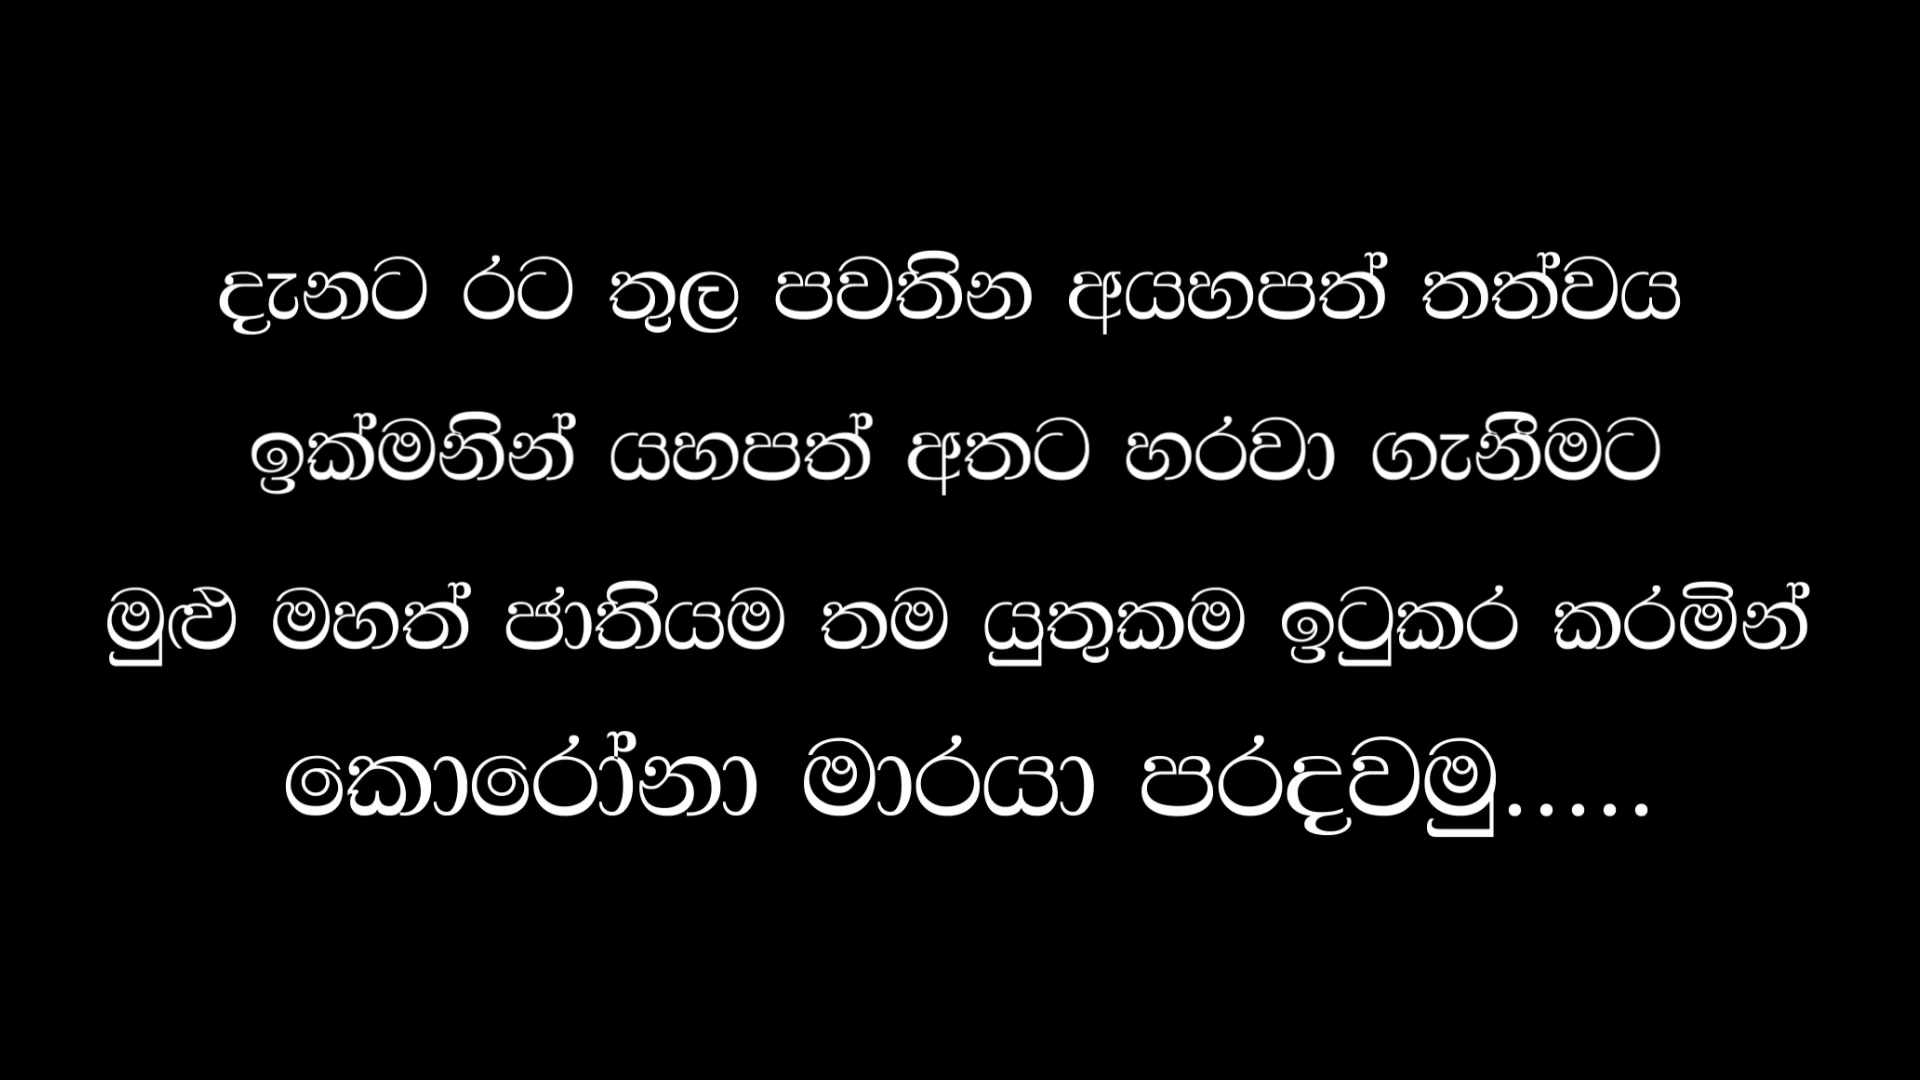 දැනට රට තුල පවතින අයහපත් තත්වය
ඉක්මනින් යහපත් අතට හරවා ගැනීමට
මුළු මහත් ජාතියම තම යුතුකම ඉටුකර කරමින්
කොරෝනා මාරයා පරදවමු.....